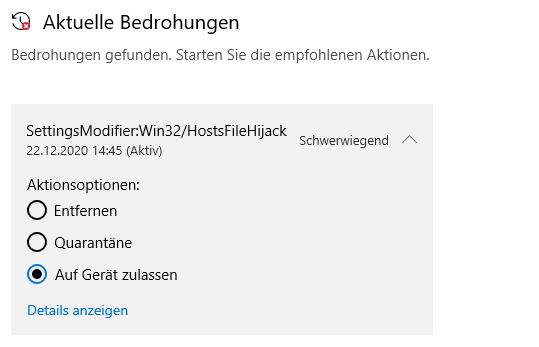 Aktuelle Bedrohungen
Bedrohungen gefunden. Starten Sie die empfohlenen Aktionen.
SettingsModifier:Win32/HostsFileHijack
Schwerwiegend
22.12.2020 14:45 (Aktiv)
Aktionsoptionen:
Entfernen
Quarantäne
Auf Gerät zulassen
Details anzeigen